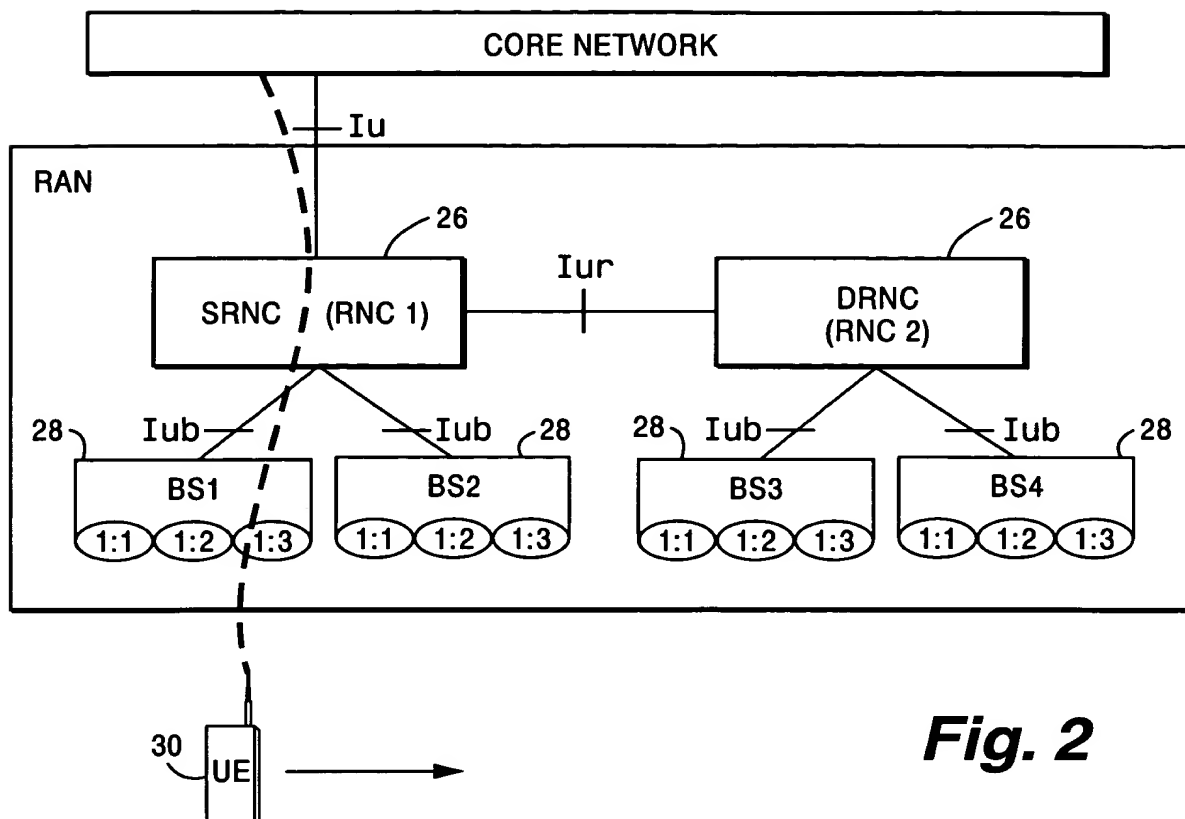 CORE NETWORK
Iu
RAN
26
26
Iur
SRNC (RNC 1)
DRNC
(RNC 2)
28
Iub
Iub
28
28
Iub
Iub
28
BS1
BS2
BS3
BS4
1:1 1:2 1:3
1:1 1:2 1:3
1:1 1:2 1:3
1:1 1:2 1:3
30
UE
Fig. 2